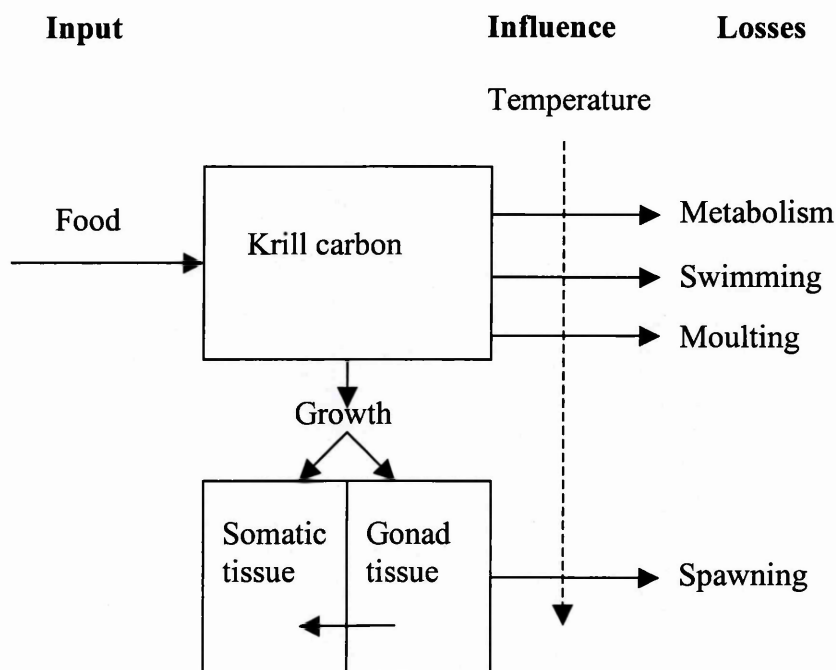 Input
Influence
Losses
Temperature
Food
Krill carbon
Metabolism
Swimming
Moulting
Growth
Somatic
tissue
Gonad
tissue
Spawning